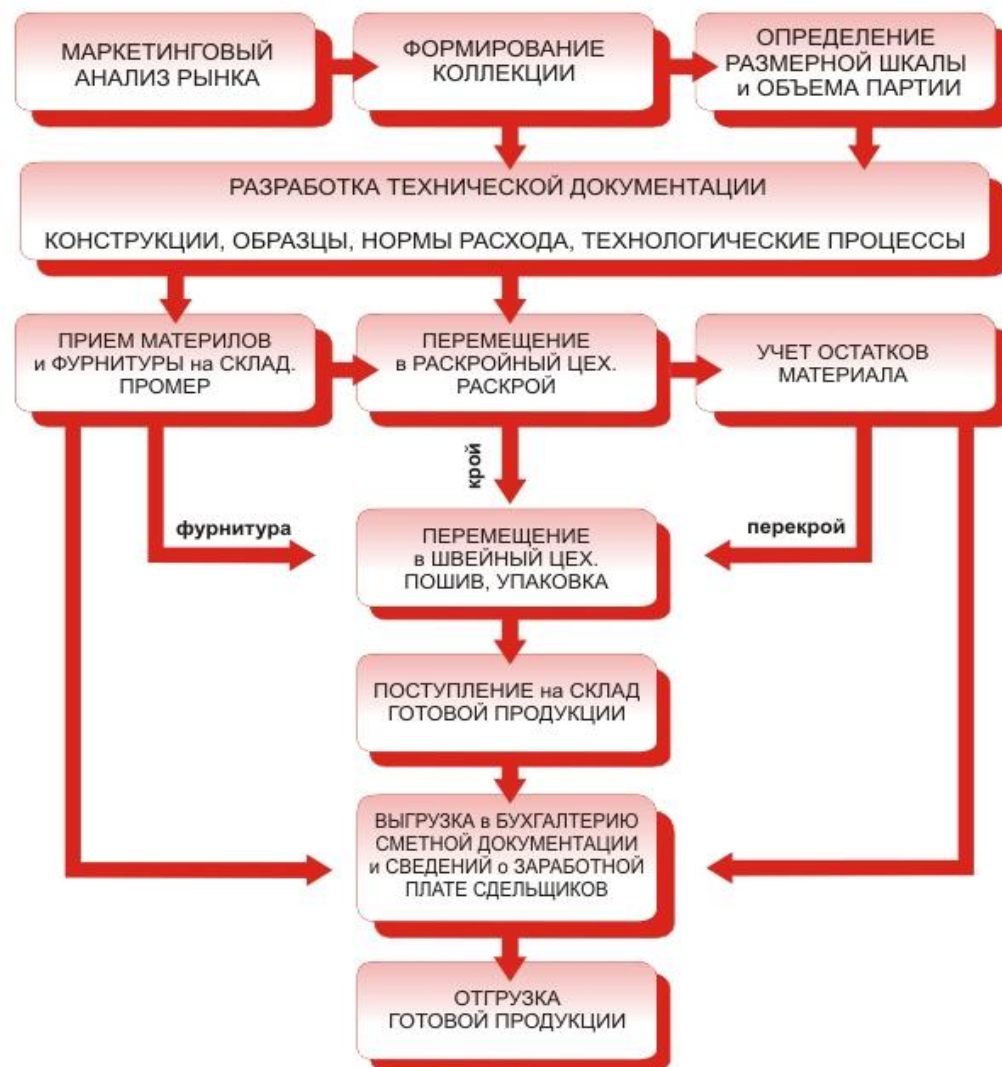 МАРКЕТИНГОВЫЙ
АНАЛИЗ РЫНКА
ФОРМИРОВАНИЕ
КОЛЛЕКЦИИ
ОПРЕДЕЛЕНИЕ
РАЗМЕРНОЙ ШКАЛЫ
и ОБЪЕМА ПАРТИИ
РАЗРАБОТКА ТЕХНИЧЕСКОЙ ДОКУМЕНТАЦИИ
КОНСТРУКЦИИ, ОБРАЗЦЫ, НОРМЫ РАСХОДА, ТЕХНОЛОГИЧЕСКИЕ ПРОЦЕССЫ
ПРИЕМ МАТЕРИЛОВ
и ФУРНИТУРЫ на СКЛАД.
ПРОМЕР
ПЕРЕМЕЩЕНИЕ
в РАСКРОЙНЫЙ ЦЕХ.
РАСКРОЙ
УЧЕТ ОСТАТКОВ
МАТЕРИАЛА
крой
фурнитура
перекрой
ПЕРЕМЕЩЕНИЕ
в ШВЕЙНЫЙ ЦЕХ.
ПОШИВ, УПАКОВКА
ПОСТУПЛЕНИЕ на СКЛАД
ГОТОВОЙ ПРОДУКЦИИ
ВЫГРУЗКА в БУХГАЛТЕРИЮ
СМЕТНОЙ ДОКУМЕНТАЦИИ
и СВЕДЕНИЙ о ЗАРАБОТНОЙ
ПЛАТЕ СДЕЛЬЩИКОВ
ОТГРУЗКА
ГОТОВОЙ ПРОДУКЦИИ